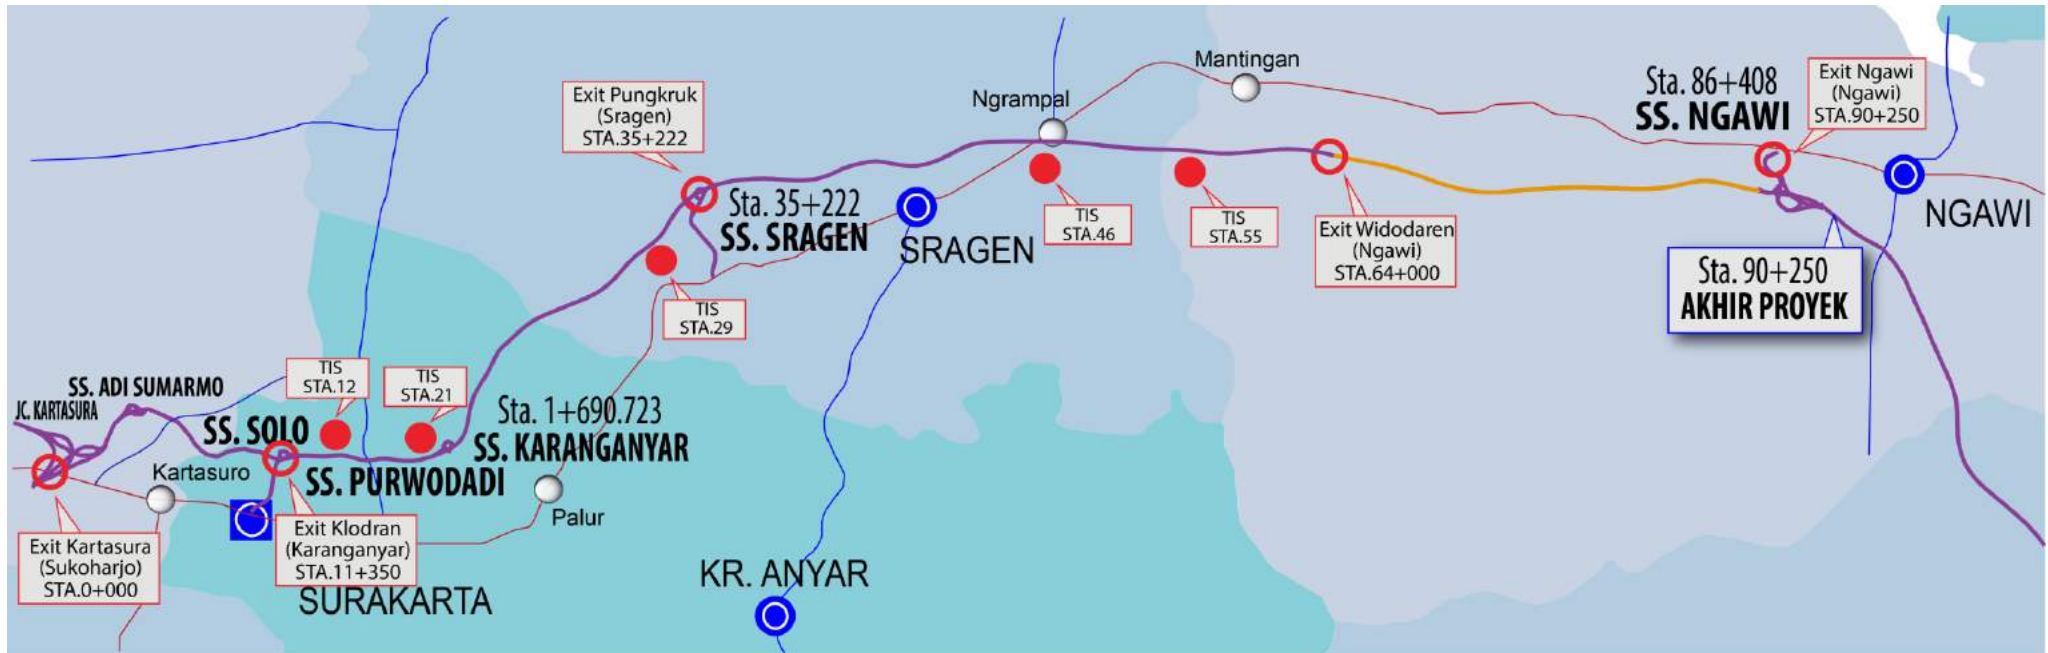 Mantingan
Sta. 86+408
SS. NGAWI
Exit Ngawi
(Ngawi)
STA.90+250
Exit Pungkruk
(Sragen)
STA.35+222
Ngrampal
Sta. 35+222
SS. SRAGEN
SRAGEN
TIS
STA.46
TIS
STA.55
Exit Widodaren
(Ngawi)
STA.64+000
NGAWI
Sta. 90+250
AKHIR PROYEK
TIS
STA.29
TIS
STA.12
TIS
STA.21
SS. ADI SUMARMO
JC. KARTASURA
SS. SOLO
Sta. 1+690.723
SS. KARANGANYAR
Kartasuro
SS. PURWODADI
Palur
Exit Kartasura
(Sukoharjo)
STA.0+000
Exit Klodran
(Karanganyar)
STA.11+350
SURAKARTA
KR. ANYAR